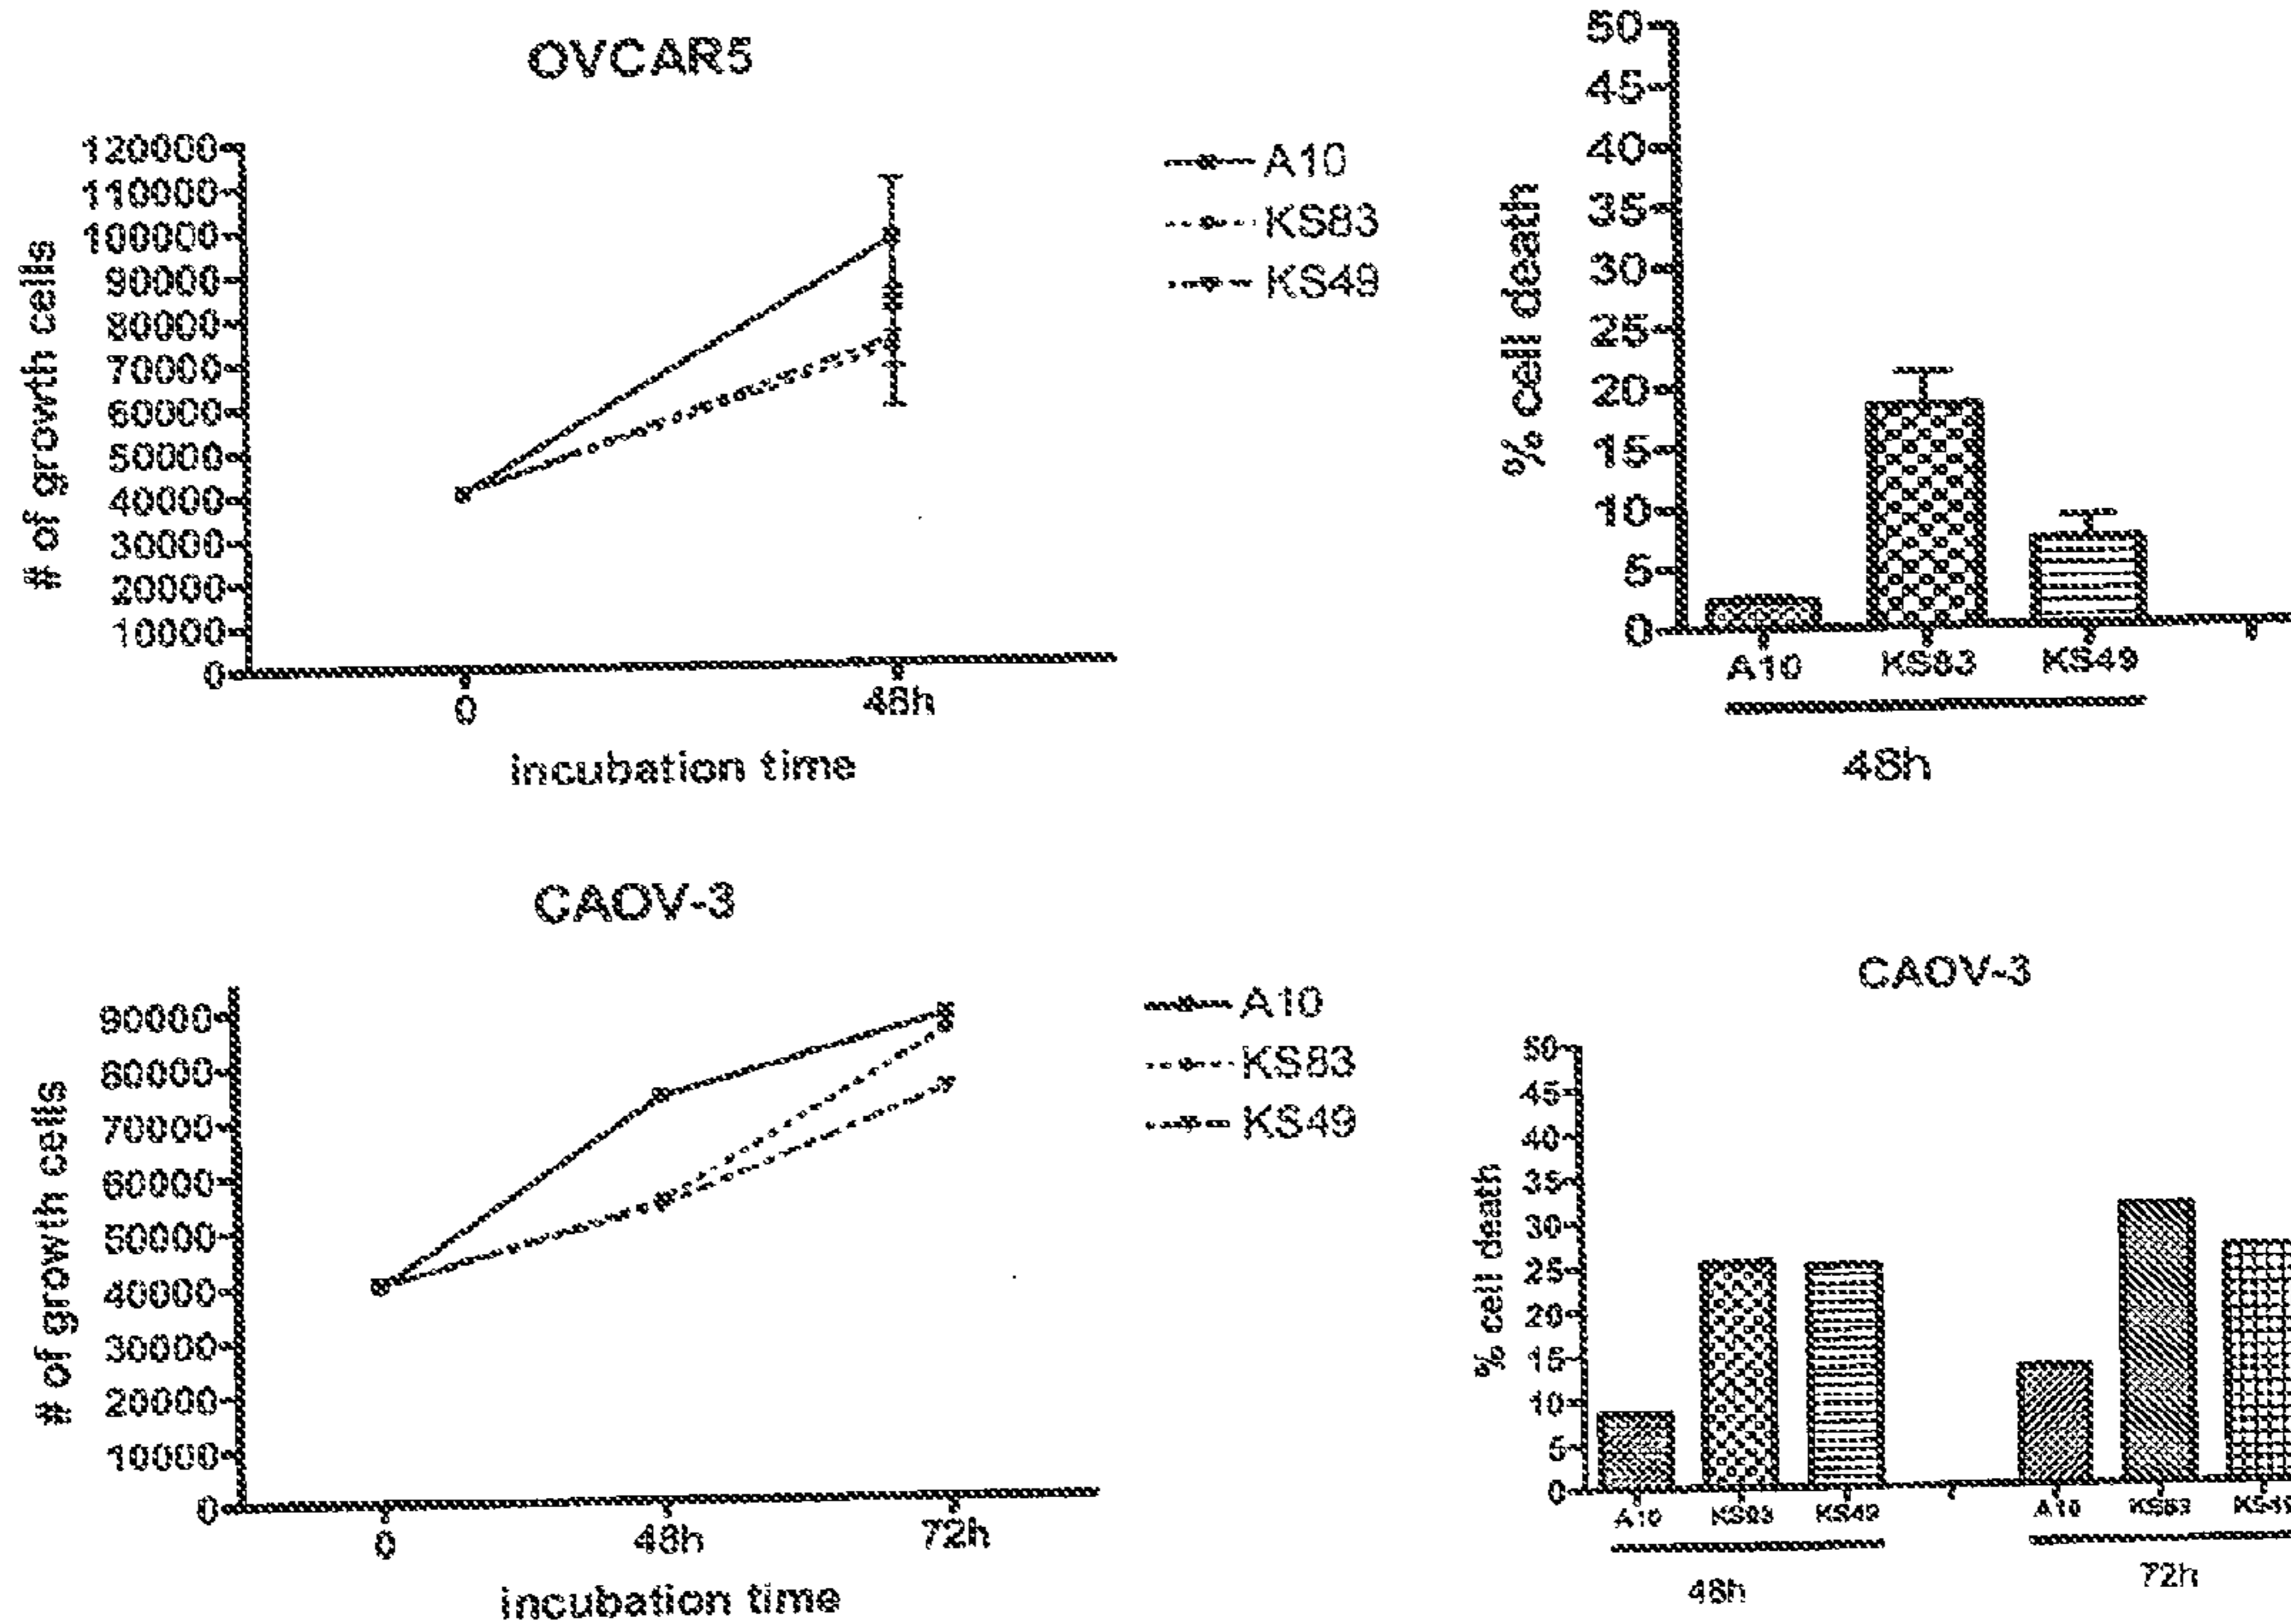 OVCAR5
120000
110000
100000
90000
80000
70000
60000
50000
40000
30000
20000
10000
0
# of growth cells
0 48h
incubation time
A10
KS83
KS49
50
45
40
35
30
25
20
15
10
5
0
% cell death
A10 KS83 KS49
48h
CAOV-3
90000
80000
70000
60000
50000
40000
30000
20000
10000
0
# of growth cells
0 48h 72h
incubation time
A10
KS83
KS49
CAOV-3
50
45
40
35
30
25
20
15
10
5
0
% cell death
A10 KS83 KS49 A10 KS83 KS49
48h 72h